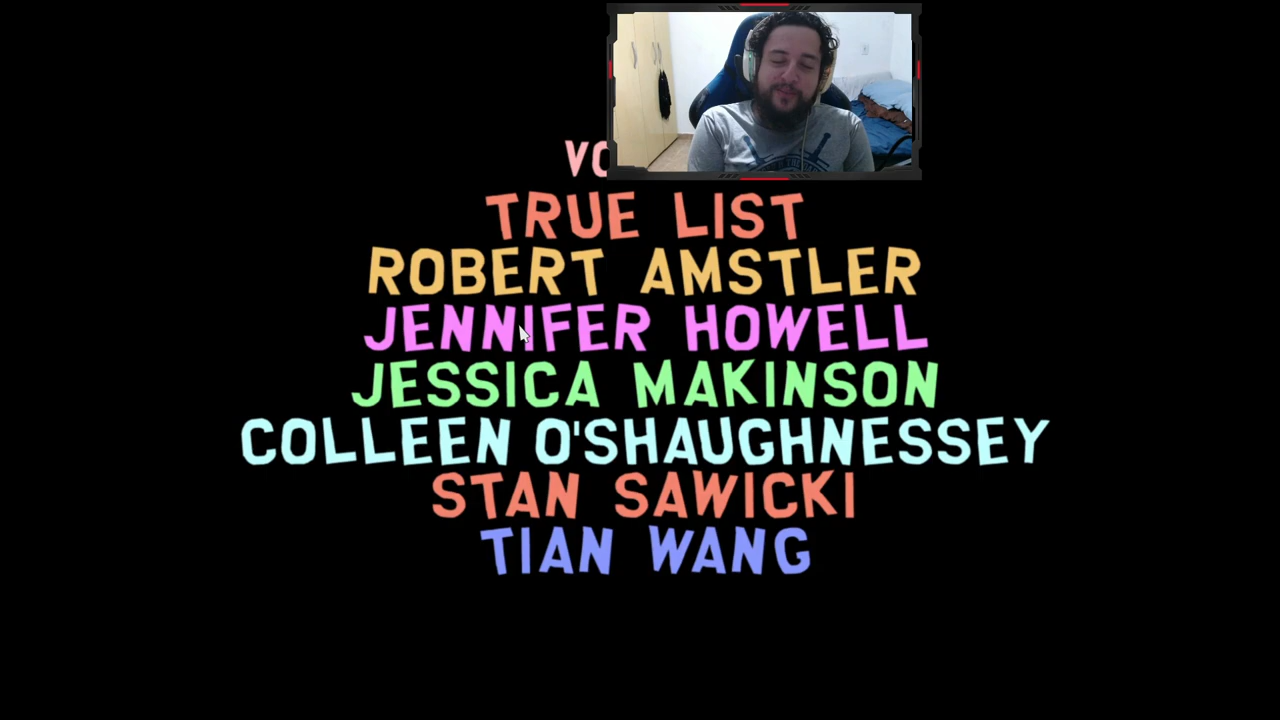 TRUE LIST
ROBERT AMSTLER
JENNIFER HOWELL
JESSICA MAKINSON
COLLEEN O'SHAUGHNESSEY
STAN SAWICKI
TIAN WANG